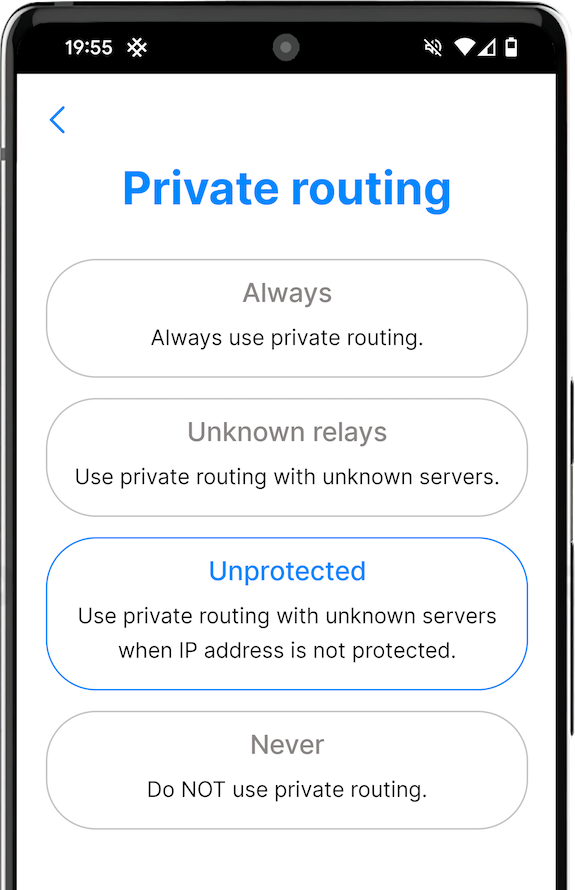 19:55
Private routing
Always
Always use private routing.
Unknown relays
Use private routing with unknown servers.
Unprotected
Use private routing with unknown servers
when IP address is not protected.
Never
Do NOT use private routing.